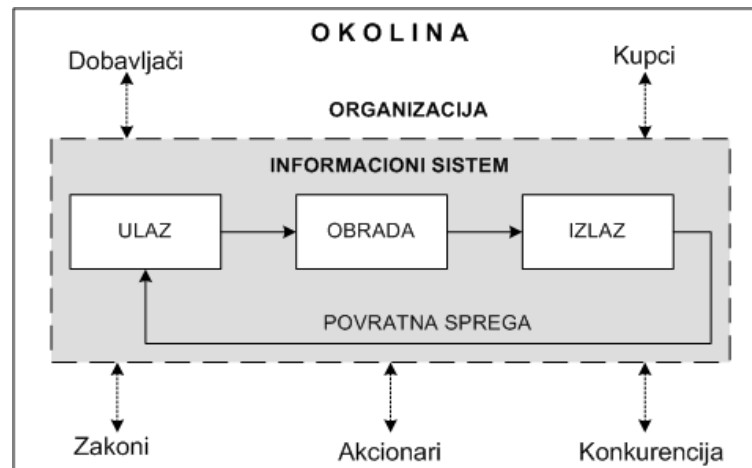 OKOLINA
Dobavljači
Kupci
ORGANIZACIJA
INFORMACIONI SISTEM
ULAZ
OBRADA
IZLAZ
POVRATNA SPREGA
Zakoni
Akcionari
Konkurencija